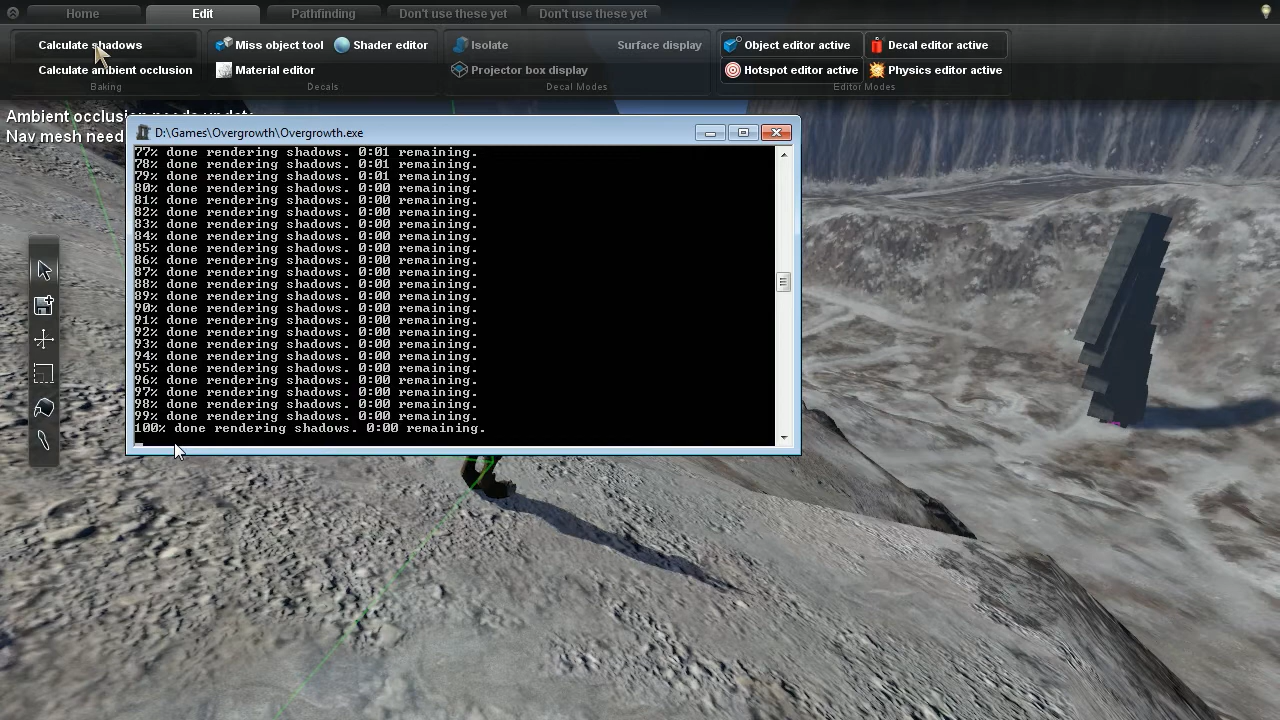 Home
Edit
Pathfinding
Don't use these yet
Don't use these yet
Calculate shadows
Calculate ambient occlusion
Baking
Miss object tool
Shader editor
Material editor
Decals
Isolate
Surface display
Projector box display
Decal Modes
Object editor active
Decal editor active
Hotspot editor active
Physics editor active
Editor Modes
Ambient occlusion needs update
Nav mesh need
D:\Games\Overgrowth\Overgrowth.exe
77% done rendering shadows. 0:01 remaining.
78% done rendering shadows. 0:01 remaining.
79% done rendering shadows. 0:01 remaining.
80% done rendering shadows. 0:00 remaining.
81% done rendering shadows. 0:00 remaining.
82% done rendering shadows. 0:00 remaining.
83% done rendering shadows. 0:00 remaining.
84% done rendering shadows. 0:00 remaining.
85% done rendering shadows. 0:00 remaining.
86% done rendering shadows. 0:00 remaining.
87% done rendering shadows. 0:00 remaining.
88% done rendering shadows. 0:00 remaining.
89% done rendering shadows. 0:00 remaining.
90% done rendering shadows. 0:00 remaining.
91% done rendering shadows. 0:00 remaining.
92% done rendering shadows. 0:00 remaining.
93% done rendering shadows. 0:00 remaining.
94% done rendering shadows. 0:00 remaining.
95% done rendering shadows. 0:00 remaining.
96% done rendering shadows. 0:00 remaining.
97% done rendering shadows. 0:00 remaining.
98% done rendering shadows. 0:00 remaining.
99% done rendering shadows. 0:00 remaining.
100% done rendering shadows. 0:00 remaining.